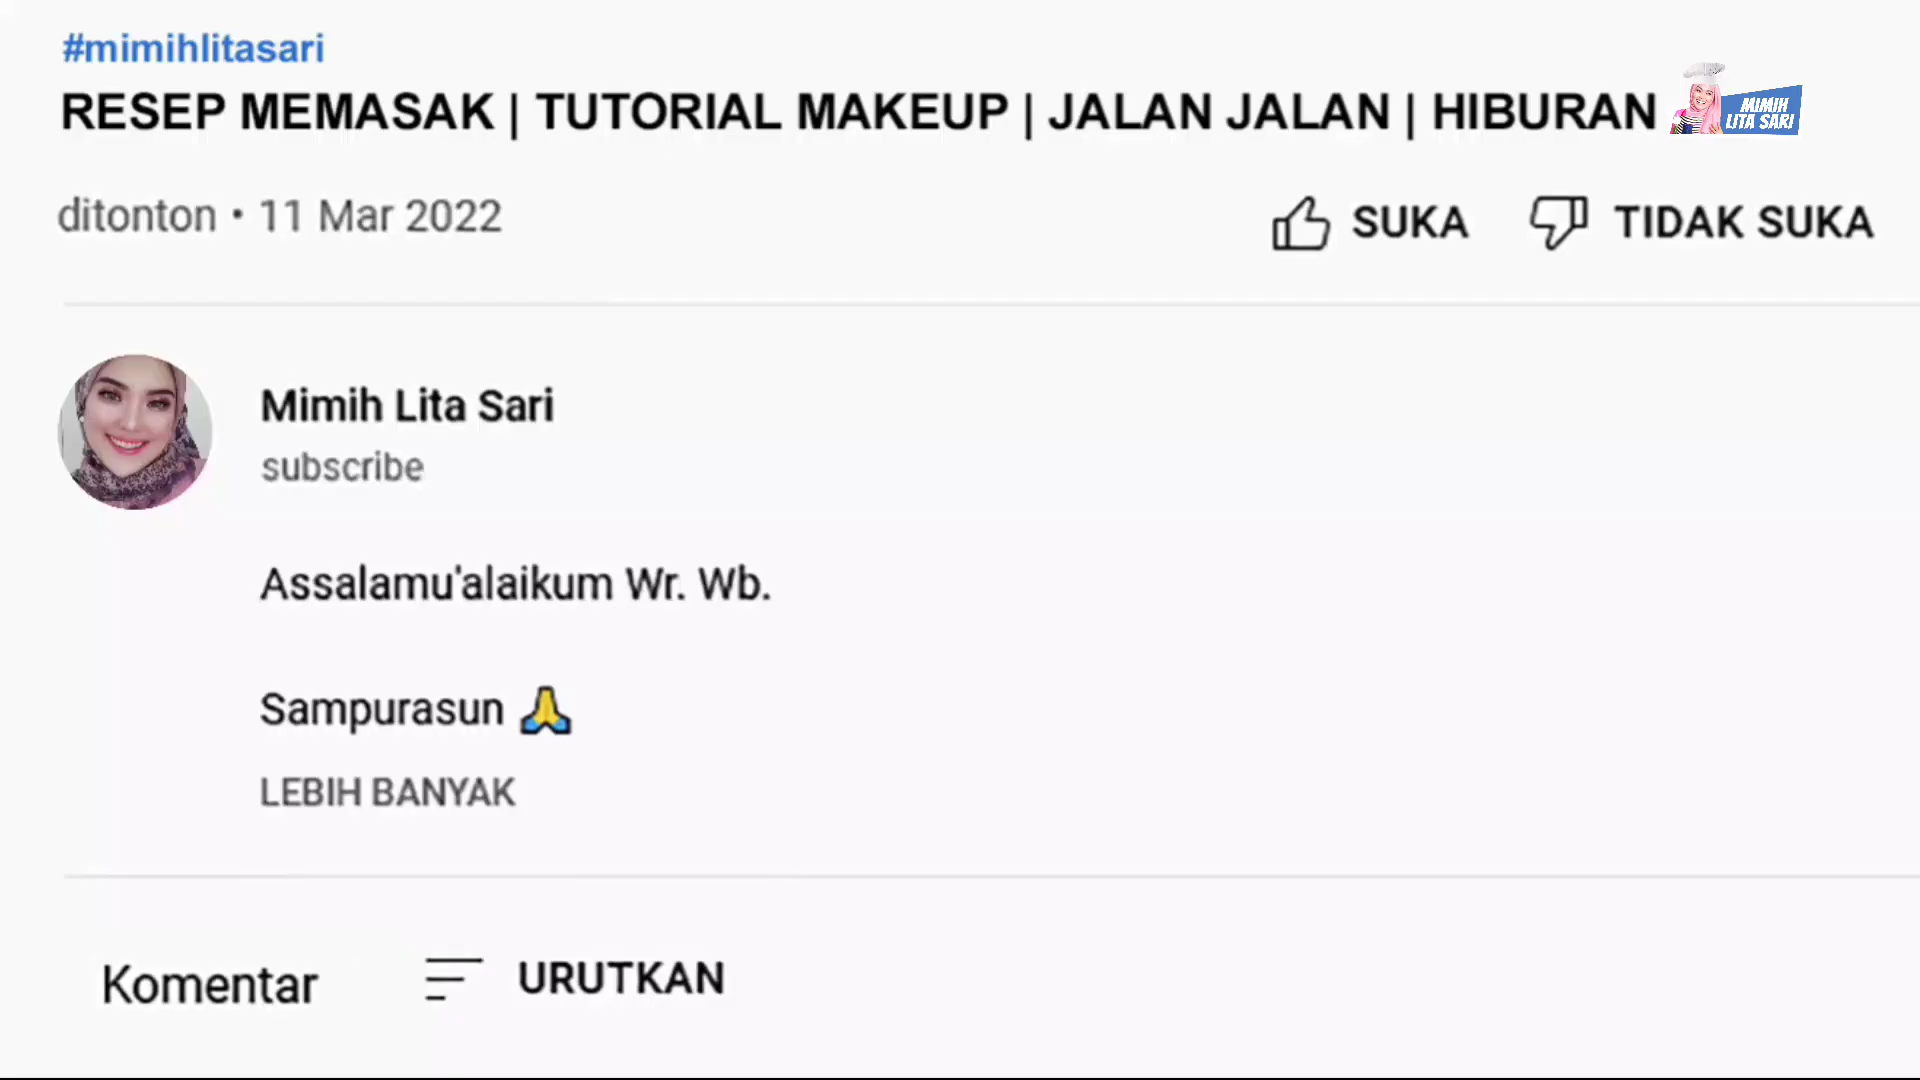 #mimihlitasari
RESEP MEMASAK | TUTORIAL MAKEUP | JALAN JALAN | HIBURAN
MIMIH
LITA SARI
ditonton • 11 Mar 2022
SUKA
TIDAK SUKA
Mimih Lita Sari
subscribe
Assalamu'alaikum Wr. Wb.
Sampurasun 🙏
LEBIH BANYAK
Komentar
URUTKAN